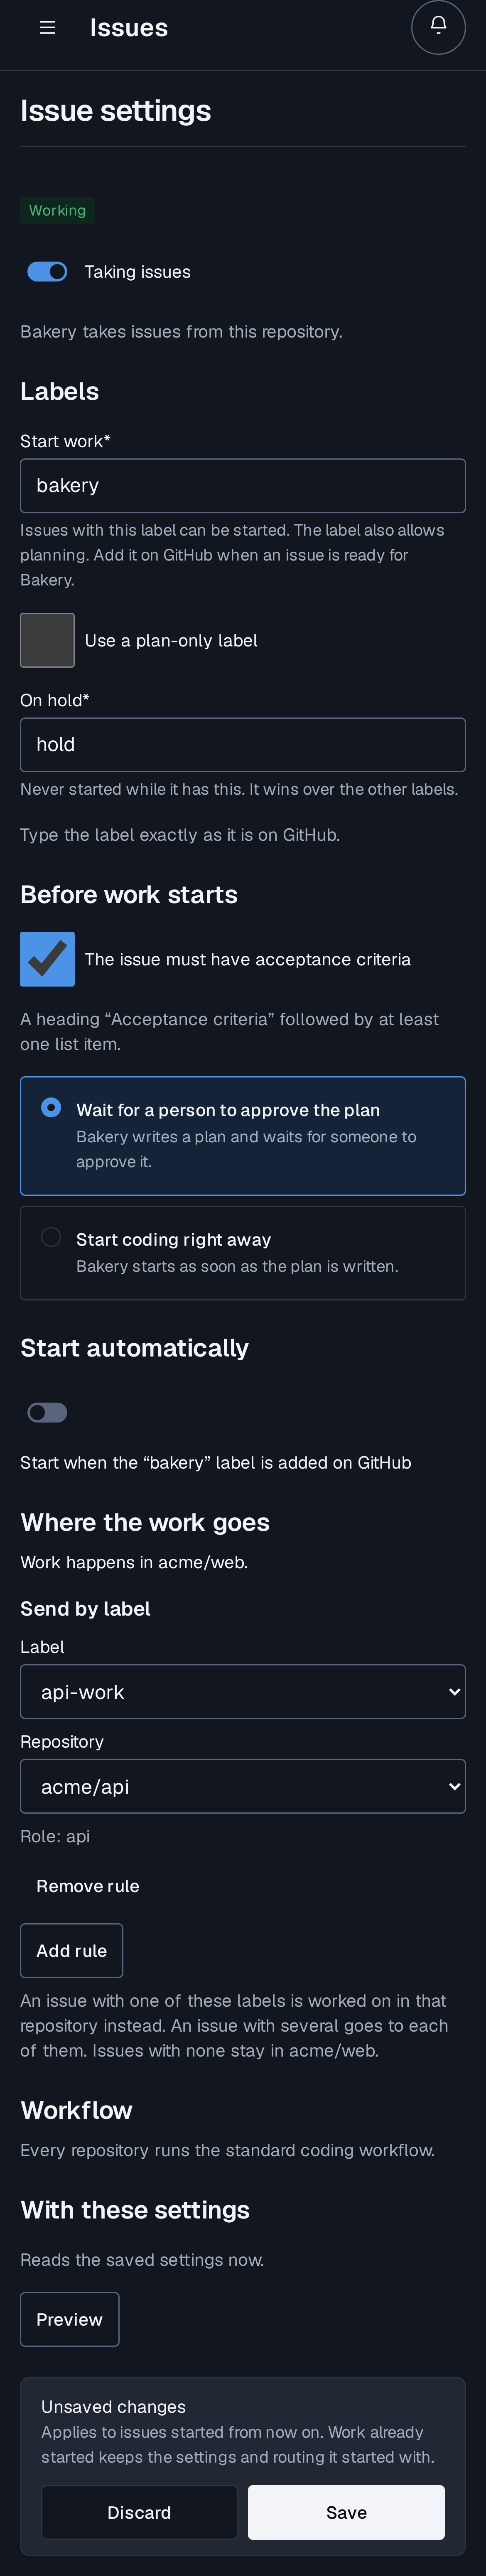 Issues
Issue settings
Working
Taking issues
Bakery takes issues from this repository.
Labels
Start work*
bakery
Issues with this label can be started. The label also allows
planning. Add it on GitHub when an issue is ready for
Bakery.
Use a plan-only label
On hold*
hold
Never started while it has this. It wins over the other labels.
Type the label exactly as it is on GitHub.
Before work starts
The issue must have acceptance criteria
A heading “Acceptance criteria” followed by at least
one list item.
Wait for a person to approve the plan
Bakery writes a plan and waits for someone to
approve it.
Start coding right away
Bakery starts as soon as the plan is written.
Start automatically
Start when the “bakery” label is added on GitHub
Where the work goes
Work happens in acme/web.
Send by label
Label
api-work
Repository
acme/api
Role: api
Remove rule
Add rule
An issue with one of these labels is worked on in that
repository instead. An issue with several goes to each
of them. Issues with none stay in acme/web.
Workflow
Every repository runs the standard coding workflow.
With these settings
Reads the saved settings now.
Preview
Unsaved changes
Applies to issues started from now on. Work already
started keeps the settings and routing it started with.
Discard
Save